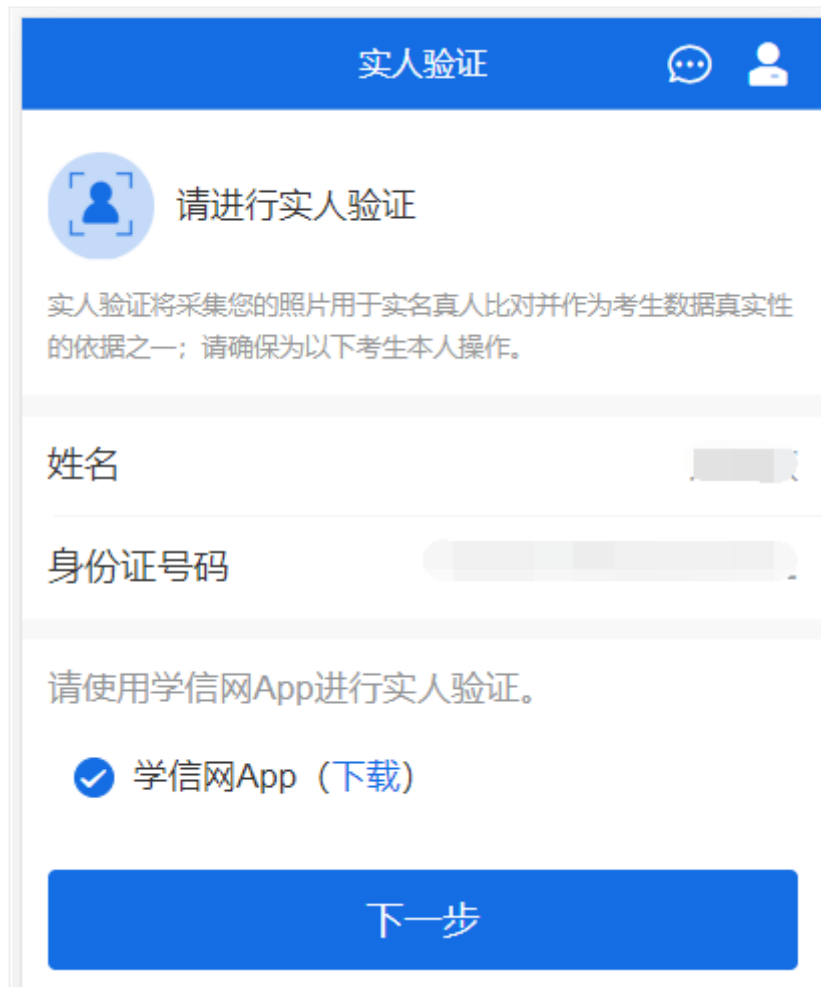 实人验证
请进行实人验证
实人验证将采集您的照片用于实名真人比对并作为考生数据真实性
的依据之一；请确保为以下考生本人操作。
姓名
身份证号码
请使用学信网App进行实人验证。
学信网App（下载）
下一步